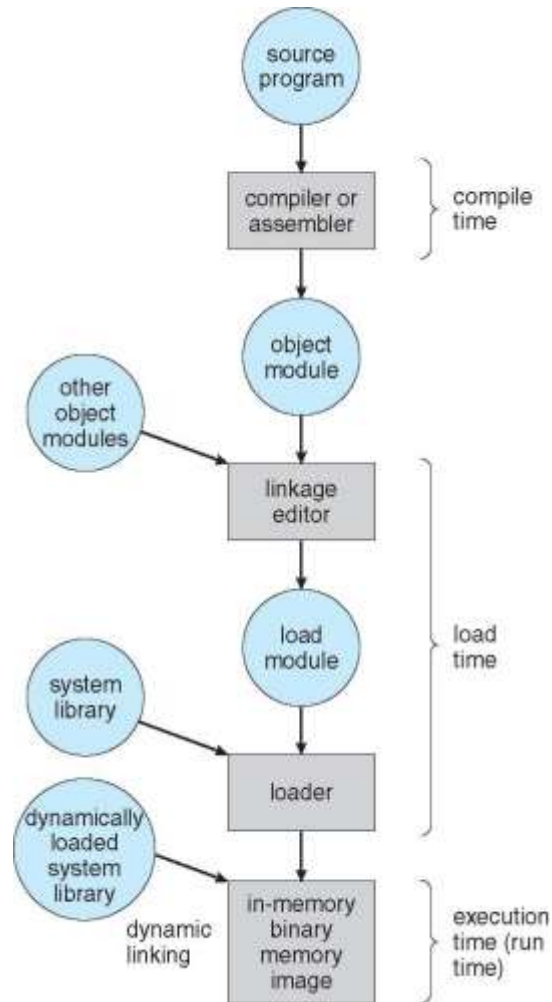 source
program
compiler or
assembler
compile
time
object
module
other
object
modules
linkage
editor
load
module
load
time
system
library
loader
dynamically
loaded
system
library
dynamic
linking
in-memory
binary
memory
image
execution
time (run
time)